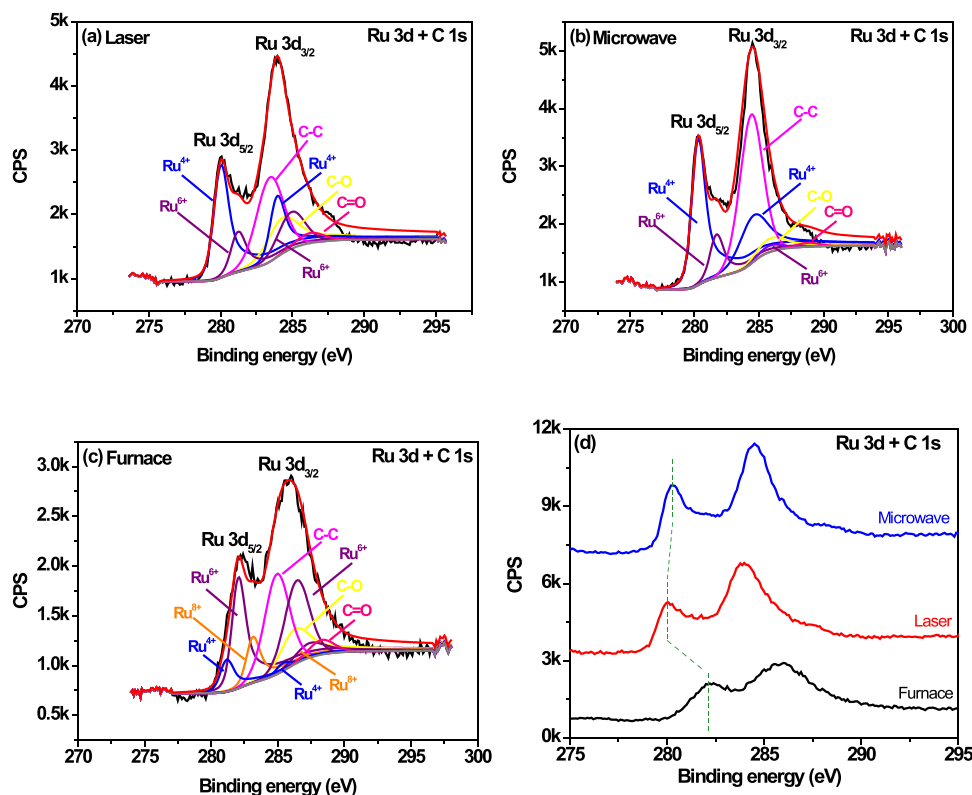 (a) Laser
Ru 3d + C 1s
Ru 3d3/2
Ru 3d5/2
C-C
Ru4+
Ru4+
Ru6+
C-O
C=O
Ru6+
5k
4k
3k
2k
1k
CPS
270 275 280 285 290 295
Binding energy (eV)
(b) Microwave
Ru 3d + C 1s
Ru 3d3/2
Ru 3d5/2
C-C
Ru4+
Ru4+
Ru6+
C-O
C=O
Ru6+
5k
4k
3k
2k
1k
CPS
270 275 280 285 290 295 300
Binding energy (eV)
(c) Furnace
Ru 3d + C 1s
Ru 3d3/2
Ru 3d5/2
C-C
Ru6+
Ru6+
Ru8+
C-O
C=O
Ru4+
Ru8+
Ru4+
3.0k
2.5k
2.0k
1.5k
1.0k
0.5k
CPS
270 275 280 285 290 295 300
Binding energy (eV)
(d)
Ru 3d + C 1s
Microwave
Laser
Furnace
12k
9k
6k
3k
0k
CPS
275 280 285 290 295
Binding energy (eV)